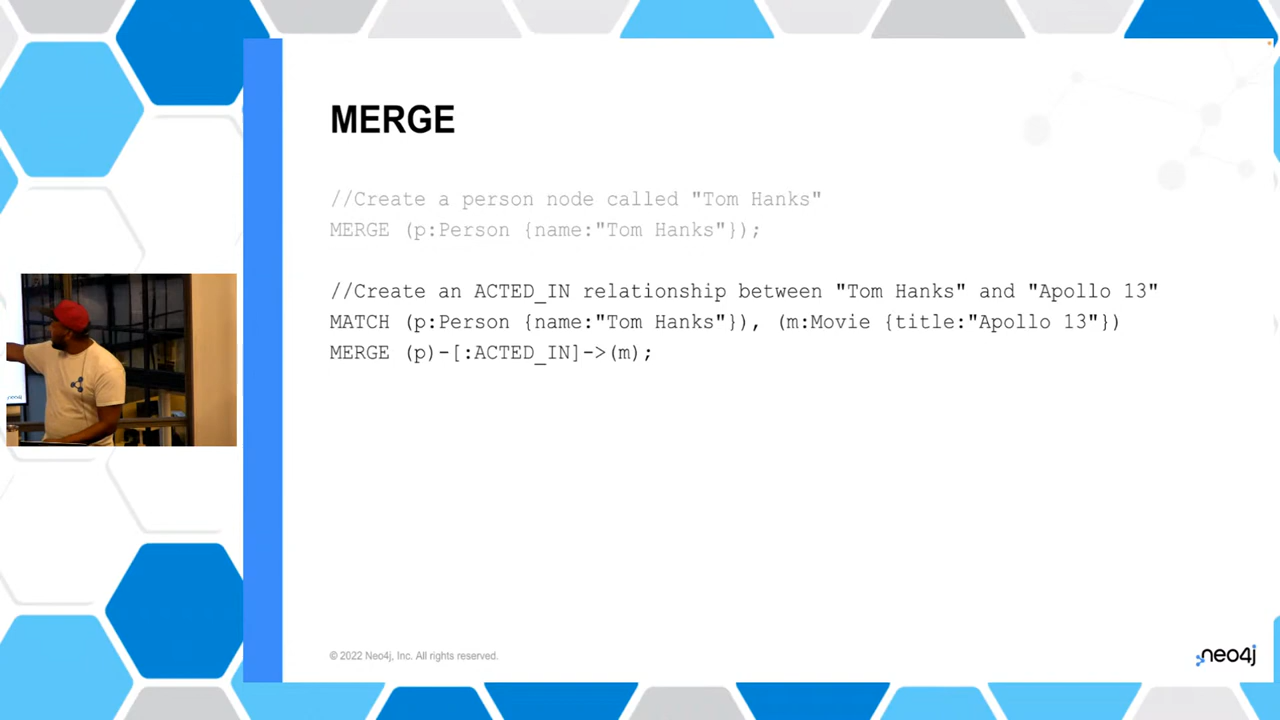 MERGE
//Create a person node called "Tom Hanks"
MERGE (p:Person {name:"Tom Hanks"});
//Create an ACTED_IN relationship between "Tom Hanks" and "Apollo 13"
MATCH (p:Person {name:"Tom Hanks"}), (m:Movie {title:"Apollo 13"})
MERGE (p)-[:ACTED_IN]->(m);
neo4j
© 2022 Neo4j, Inc. All rights reserved.
neo4j